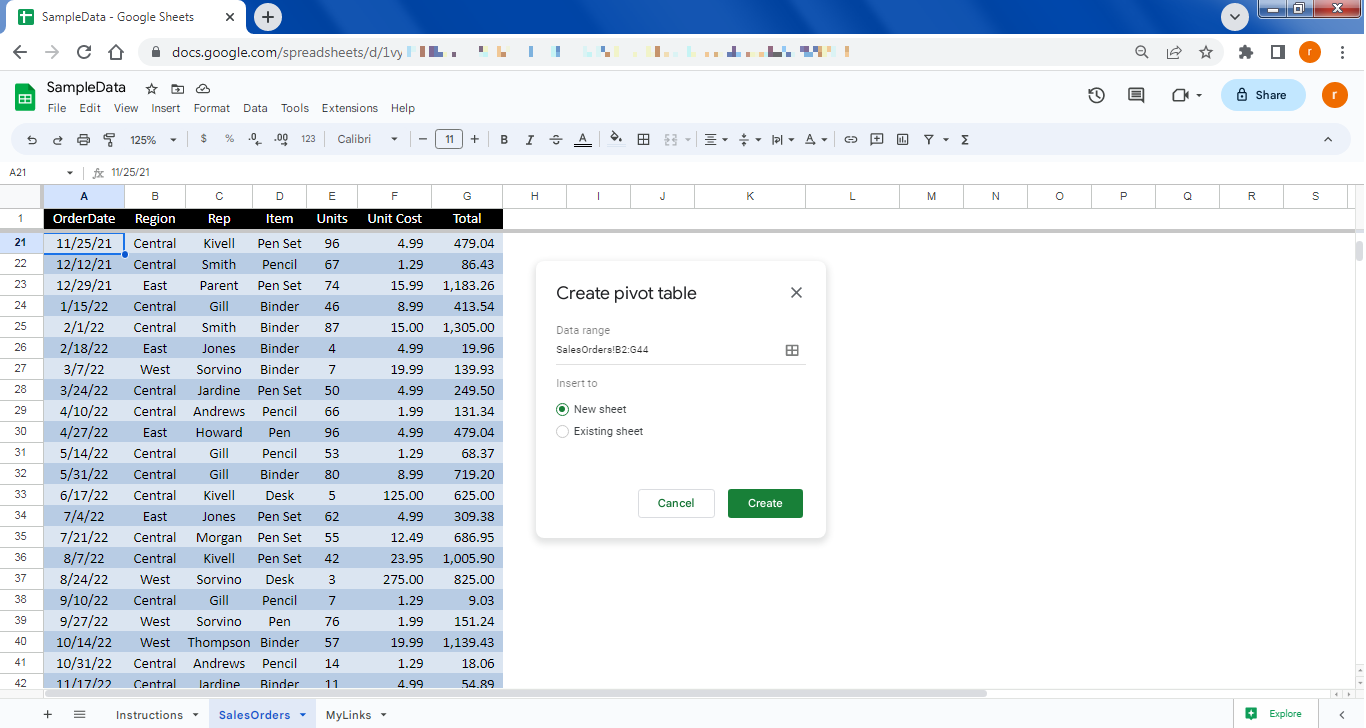 SampleData - Google Sheets
docs.google.com/spreadsheets/d/1vy
r
SampleData
File Edit View Insert Format Data Tools Extensions Help
Share
r
125% $ % .0 .00 123 Calibri 11 B I A
A21 fx 11/25/21
A B C D E F G H I J K L M N O P Q R S
1 OrderDate Region Rep Item Units Unit Cost Total
21 11/25/21 Central Kivell Pen Set 96 4.99 479.04
22 12/12/21 Central Smith Pencil 67 1.29 86.43
23 12/29/21 East Parent Pen Set 74 15.99 1,183.26
24 1/15/22 Central Gill Binder 46 8.99 413.54
25 2/1/22 Central Smith Binder 87 15.00 1,305.00
26 2/18/22 East Jones Binder 4 4.99 19.96
27 3/7/22 West Sorvino Binder 7 19.99 139.93
28 3/24/22 Central Jardine Pen Set 50 4.99 249.50
29 4/10/22 Central Andrews Pencil 66 1.99 131.34
30 4/27/22 East Howard Pen 96 4.99 479.04
31 5/14/22 Central Gill Pencil 53 1.29 68.37
32 5/31/22 Central Gill Binder 80 8.99 719.20
33 6/17/22 Central Kivell Desk 5 125.00 625.00
34 7/4/22 East Jones Pen Set 62 4.99 309.38
35 7/21/22 Central Morgan Pen Set 55 12.49 686.95
36 8/7/22 Central Kivell Pen Set 42 23.95 1,005.90
37 8/24/22 West Sorvino Desk 3 275.00 825.00
38 9/10/22 Central Gill Pencil 7 1.29 9.03
39 9/27/22 West Sorvino Pen 76 1.99 151.24
40 10/14/22 West Thompson Binder 57 19.99 1,139.43
41 10/31/22 Central Andrews Pencil 14 1.29 18.06
42 11/17/22 Central Jardine Binder 11 4.99 54.89
Create pivot table
Data range
SalesOrders!B2:G44
Insert to
New sheet
Existing sheet
Cancel Create
Instructions SalesOrders MyLinks
Explore